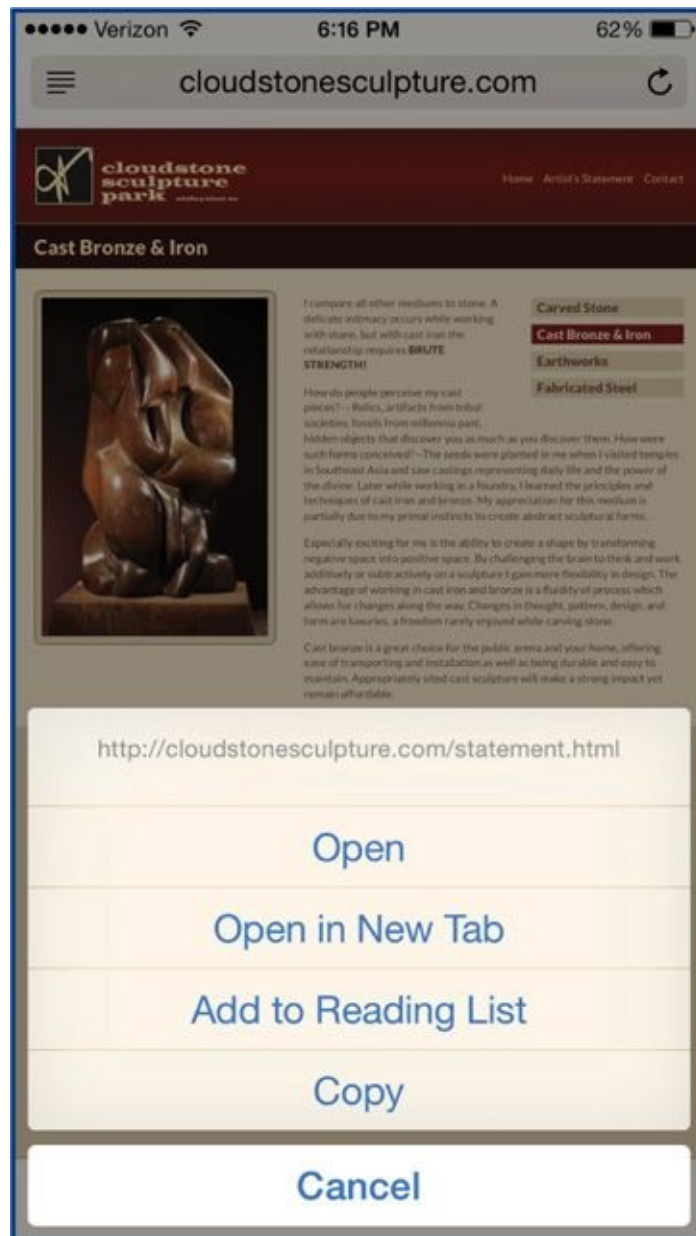 Verizon 6:16 PM 62%
cloudstonesculpture.com
cloudstone
sculpture
park
Home Artist's Statement Contact
Cast Bronze & Iron
I compare all other mediums to stone. A
delicate intimacy occurs while working
with stone, but with cast iron the
relationship requires BRUTE
STRENGTH!
How do people perceive my cast
pieces?-- Relics, artifacts from tribal
societies, fossils from millennia past,
hidden objects that discover you as much as you discover them. How were
such forms conceived?--The seeds were planted in me when I visited temples
in Southeast Asia and saw castings representing daily life and the power of
the divine. Later while working in a foundry, I learned the principles and
techniques of cast iron and bronze. My appreciation for this medium is
partially due to my primal instincts to create abstract sculptural forms.
Especially exciting for me is the ability to create a shape by transforming
negative space into positive space. By challenging the brain to think and work
additively or subtractively on a sculpture I gain more flexibility in design. The
advantage of working in cast iron and bronze is a fluidity of process which
allows for changes along the way. Changes in thought, pattern, design, and
form are luxuries, a freedom rarely enjoyed while carving stone.
Cast bronze is a great choice for the public arena and your home, offering
ease of transporting and installation as well as being durable and easy to
maintain. Appropriately sited cast sculpture will make a strong impact yet
remain affordable.
Carved Stone
Cast Bronze & Iron
Earthworks
Fabricated Steel
http://cloudstonesculpture.com/statement.html
Open
Open in New Tab
Add to Reading List
Copy
Cancel